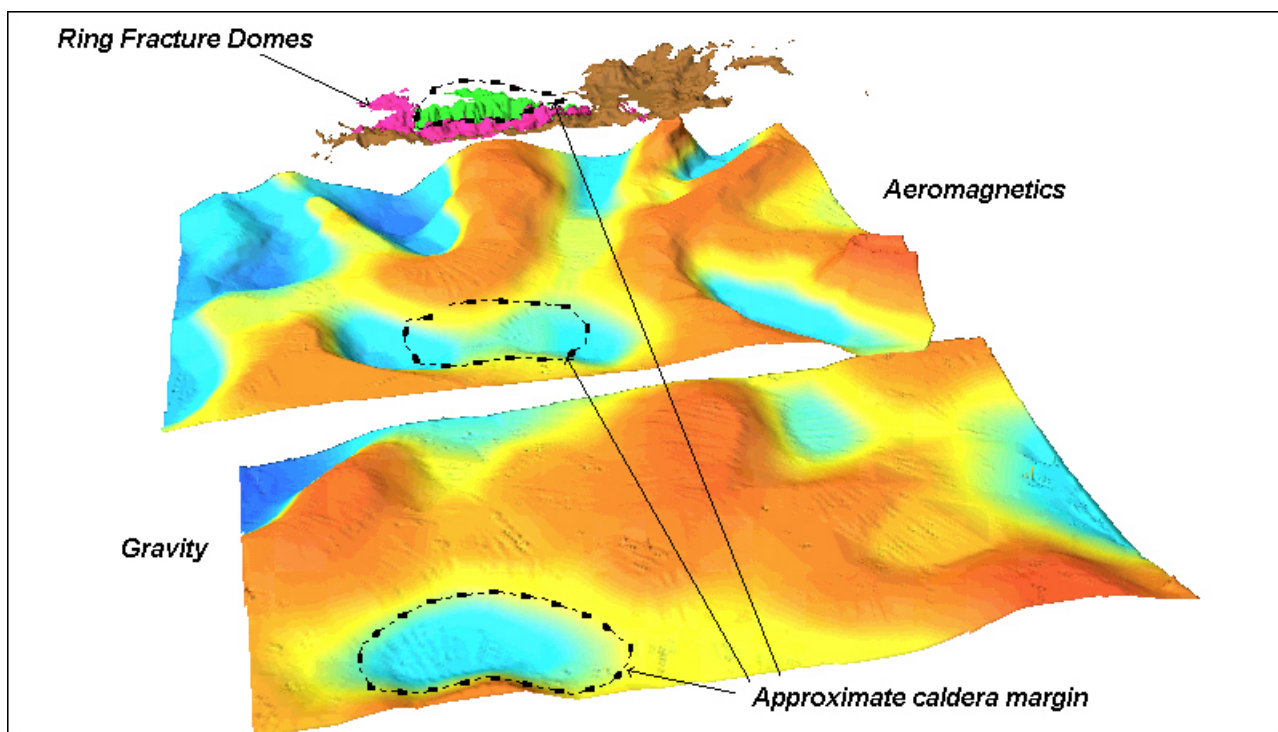 Ring Fracture Domes
Aeromagnetics
Gravity
Approximate caldera margin